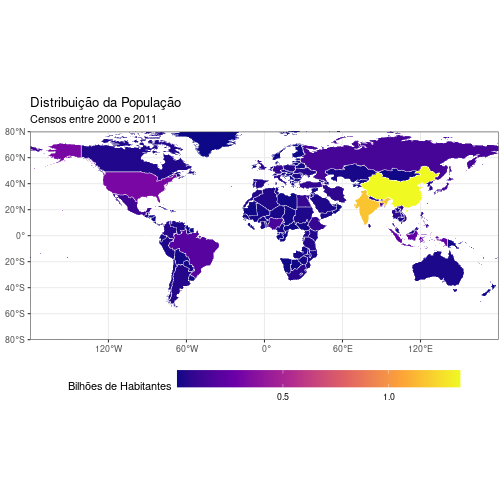 Distribuição da População
Censos entre 2000 e 2011
80°N
60°N
40°N
20°N
0°
20°S
40°S
60°S
80°S
120°W 60°W 0° 60°E 120°E
Bilhões de Habitantes
0.5 1.0